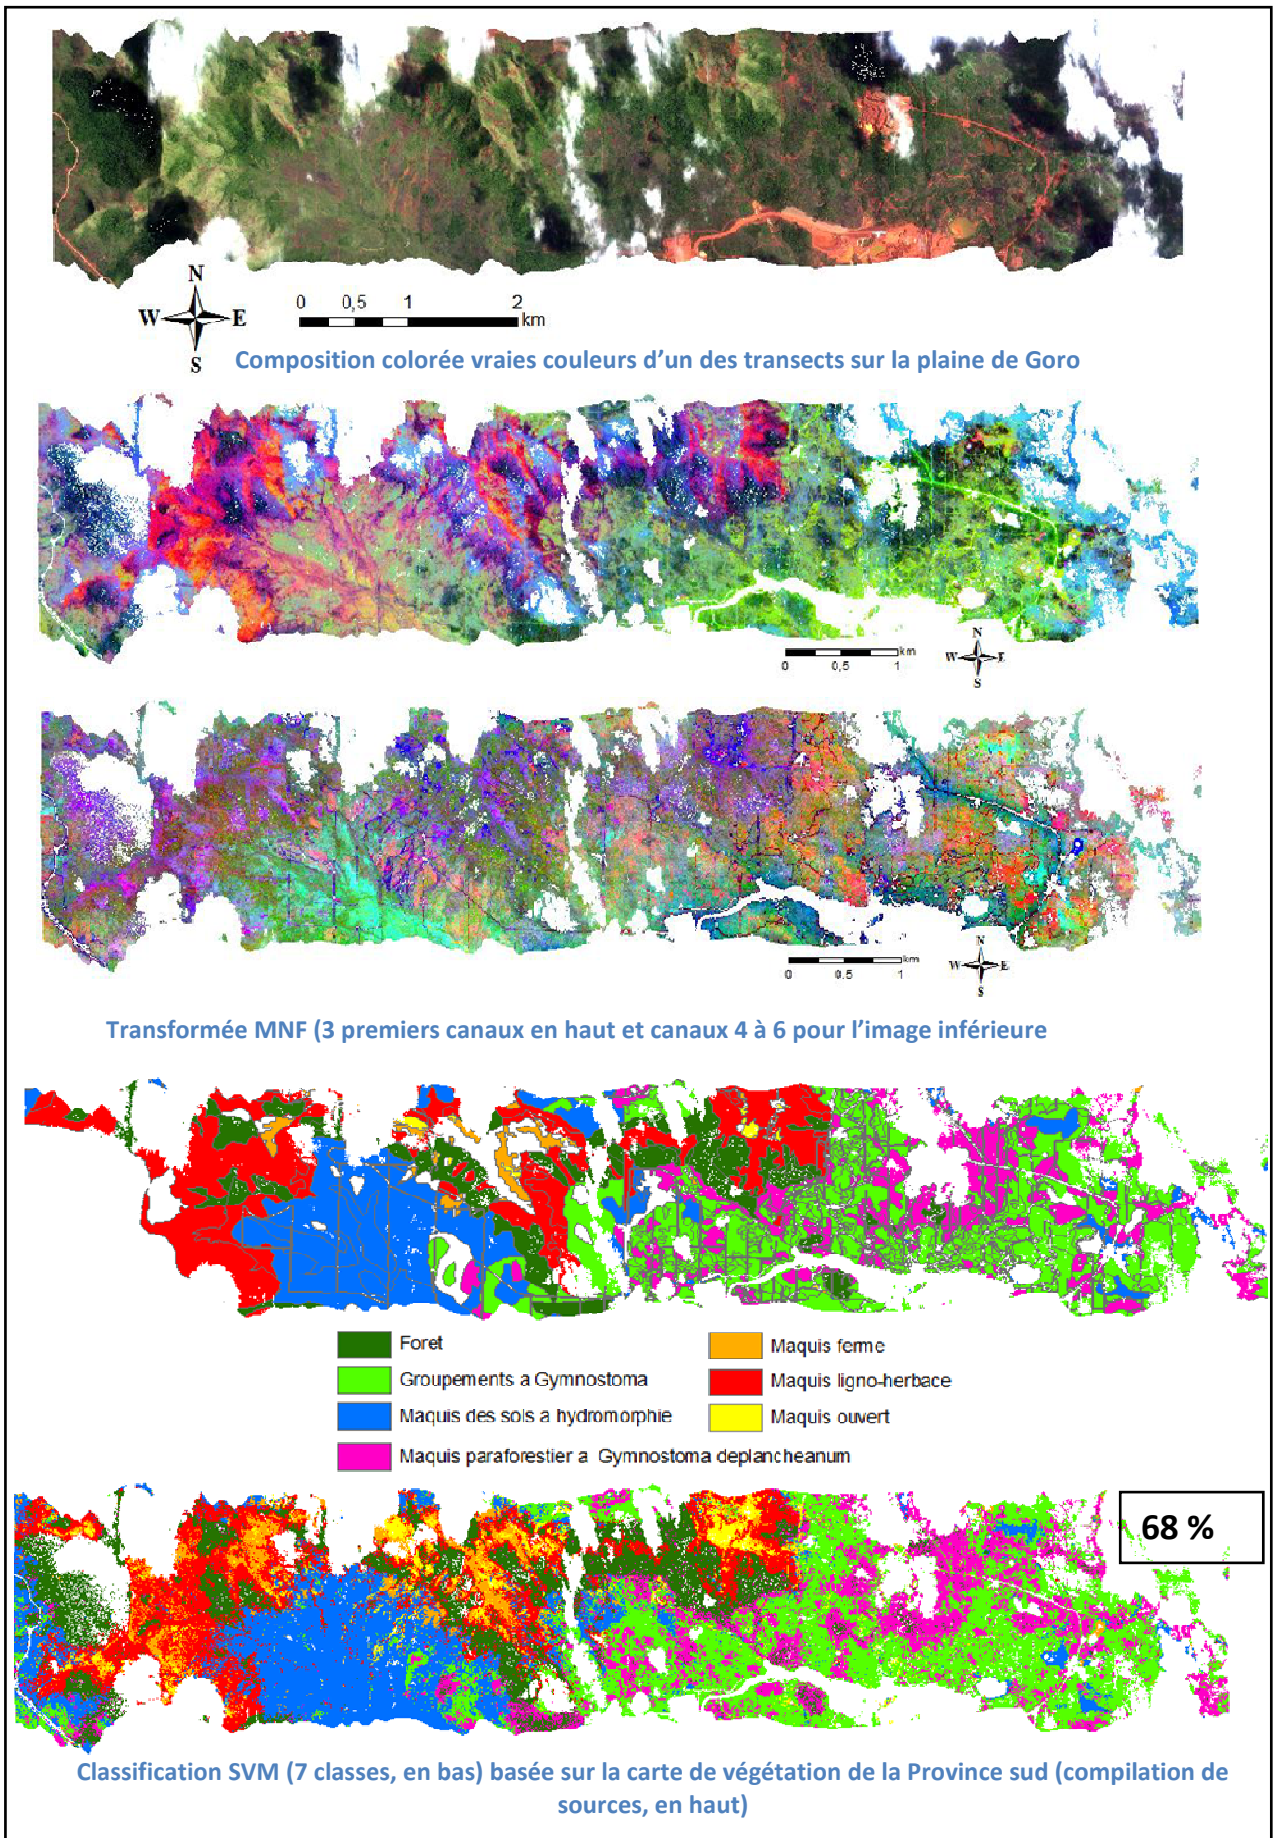 N
W E
S
0 0,5 1 2
km
Composition colorée vraies couleurs d'un des transects sur la plaine de Goro
km
0 0,5 1
N
W E
S
km
0 0.5 1
N
W E
S
Transformée MNF (3 premiers canaux en haut et canaux 4 à 6 pour l'image inférieure
Foret
Groupements a Gymnostoma
Maquis des sols a hydromorphie
Maquis paraforestier a Gymnostoma deplancheanum
Maquis ferme
Maquis ligno-herbace
Maquis ouvert
68 %
Classification SVM (7 classes, en bas) basée sur la carte de végétation de la Province sud (compilation de
sources, en haut)